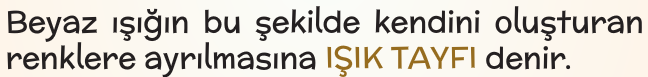 Beyaz ışığın bu şekilde kendini oluşturan
renklere ayrılmasına IŞIK TAYFI denir.